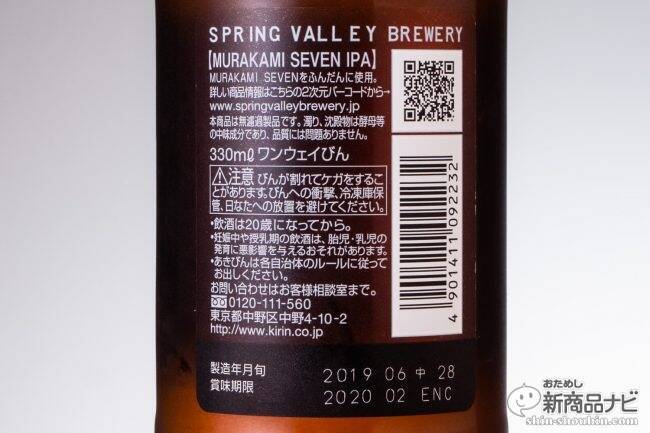 SPRING VALLEY BREWERY
【MURAKAMI SEVEN IPA】
MURAKAMI SEVENをふんだんに使用。
詳しい商品情報はこちらの2次元バーコードから→
www.springvalleybrewery.jp
本商品は無濾過製品です。濁り、沈殿物は酵母等
の中味成分であり、品質には問題ありません。
330mℓ ワンウェイびん
⚠注意 びんが割れてケガをするこ
とがあります。びんへの衝撃、冷凍庫保
管、日なたへの放置を避けてください。
・飲酒は20歳になってから。
・妊娠中や授乳期の飲酒は、胎児・乳児の
発育に悪影響を与えるおそれがあります。
・あきびんは各自治体のルールに従って
お出しください。
お問い合わせはお客様相談室まで。
0120-111-560
東京都中野区中野4-10-2
http://www.kirin.co.jp
4 901411 092232
製造年月旬 2019 06 中 28
賞味期限 2020 02 ENC
おためし
新商品ナビ
shin-shouhin.com